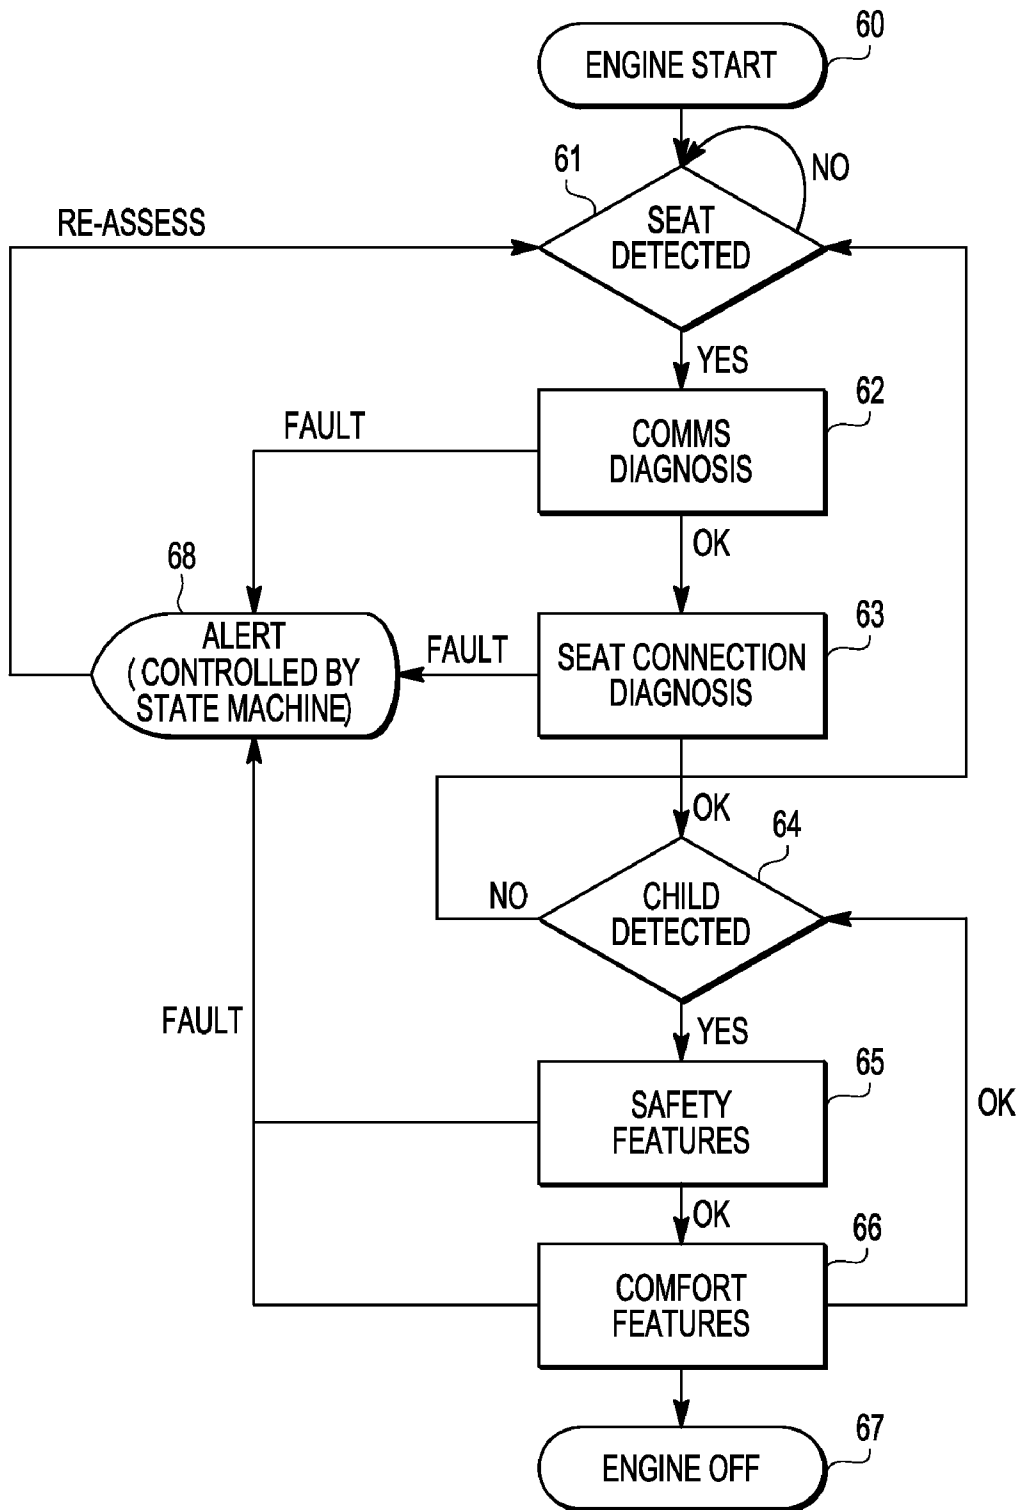 60
ENGINE START
61
NO
RE-ASSESS
SEAT
DETECTED
YES
62
FAULT
COMMS
DIAGNOSIS
OK
68
63
ALERT
(CONTROLLED BY
STATE MACHINE)
FAULT
SEAT CONNECTION
DIAGNOSIS
OK
64
NO
CHILD
DETECTED
FAULT
YES
65
SAFETY
FEATURES
OK
OK
66
COMFORT
FEATURES
67
ENGINE OFF